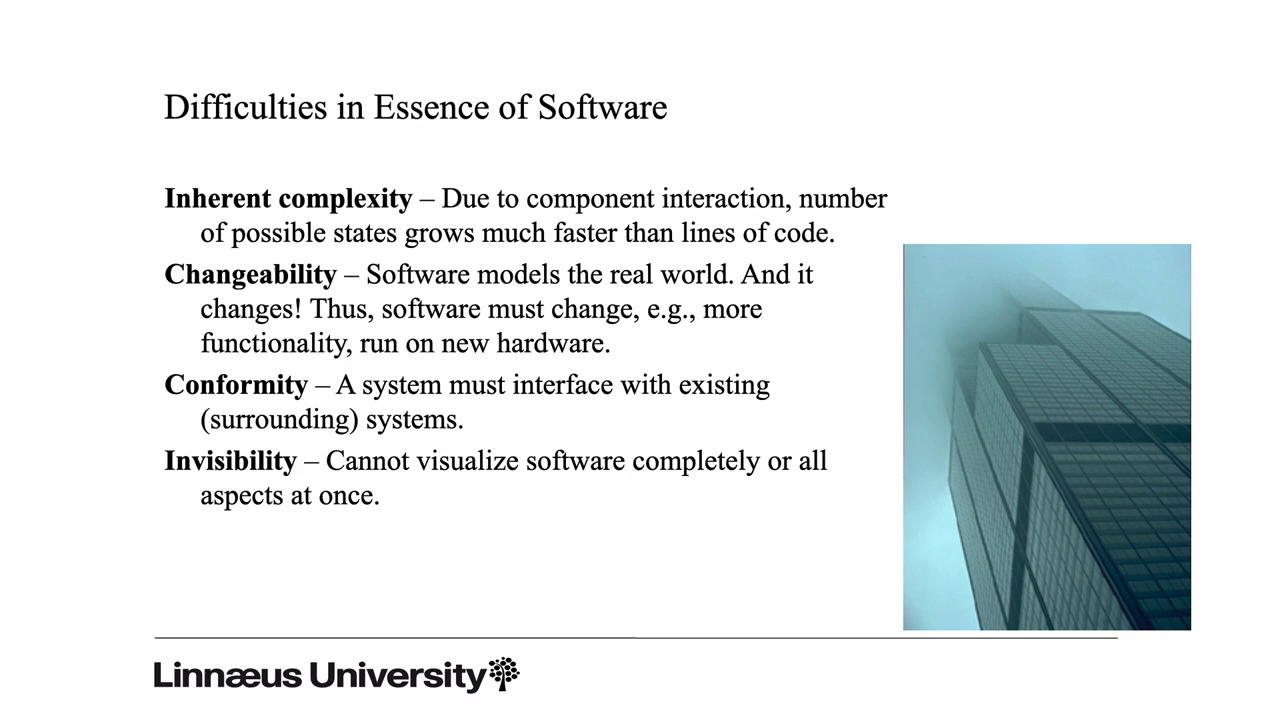 Difficulties in Essence of Software
Inherent complexity – Due to component interaction, number
of possible states grows much faster than lines of code.
Changeability – Software models the real world. And it
changes! Thus, software must change, e.g., more
functionality, run on new hardware.
Conformity – A system must interface with existing
(surrounding) systems.
Invisibility – Cannot visualize software completely or all
aspects at once.
Linnæus University